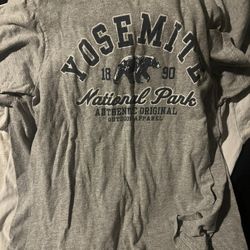 YOSEMITE
18 90
National Park
AUTHENTIC ORIGINAL
OUTDOOR APPAREL